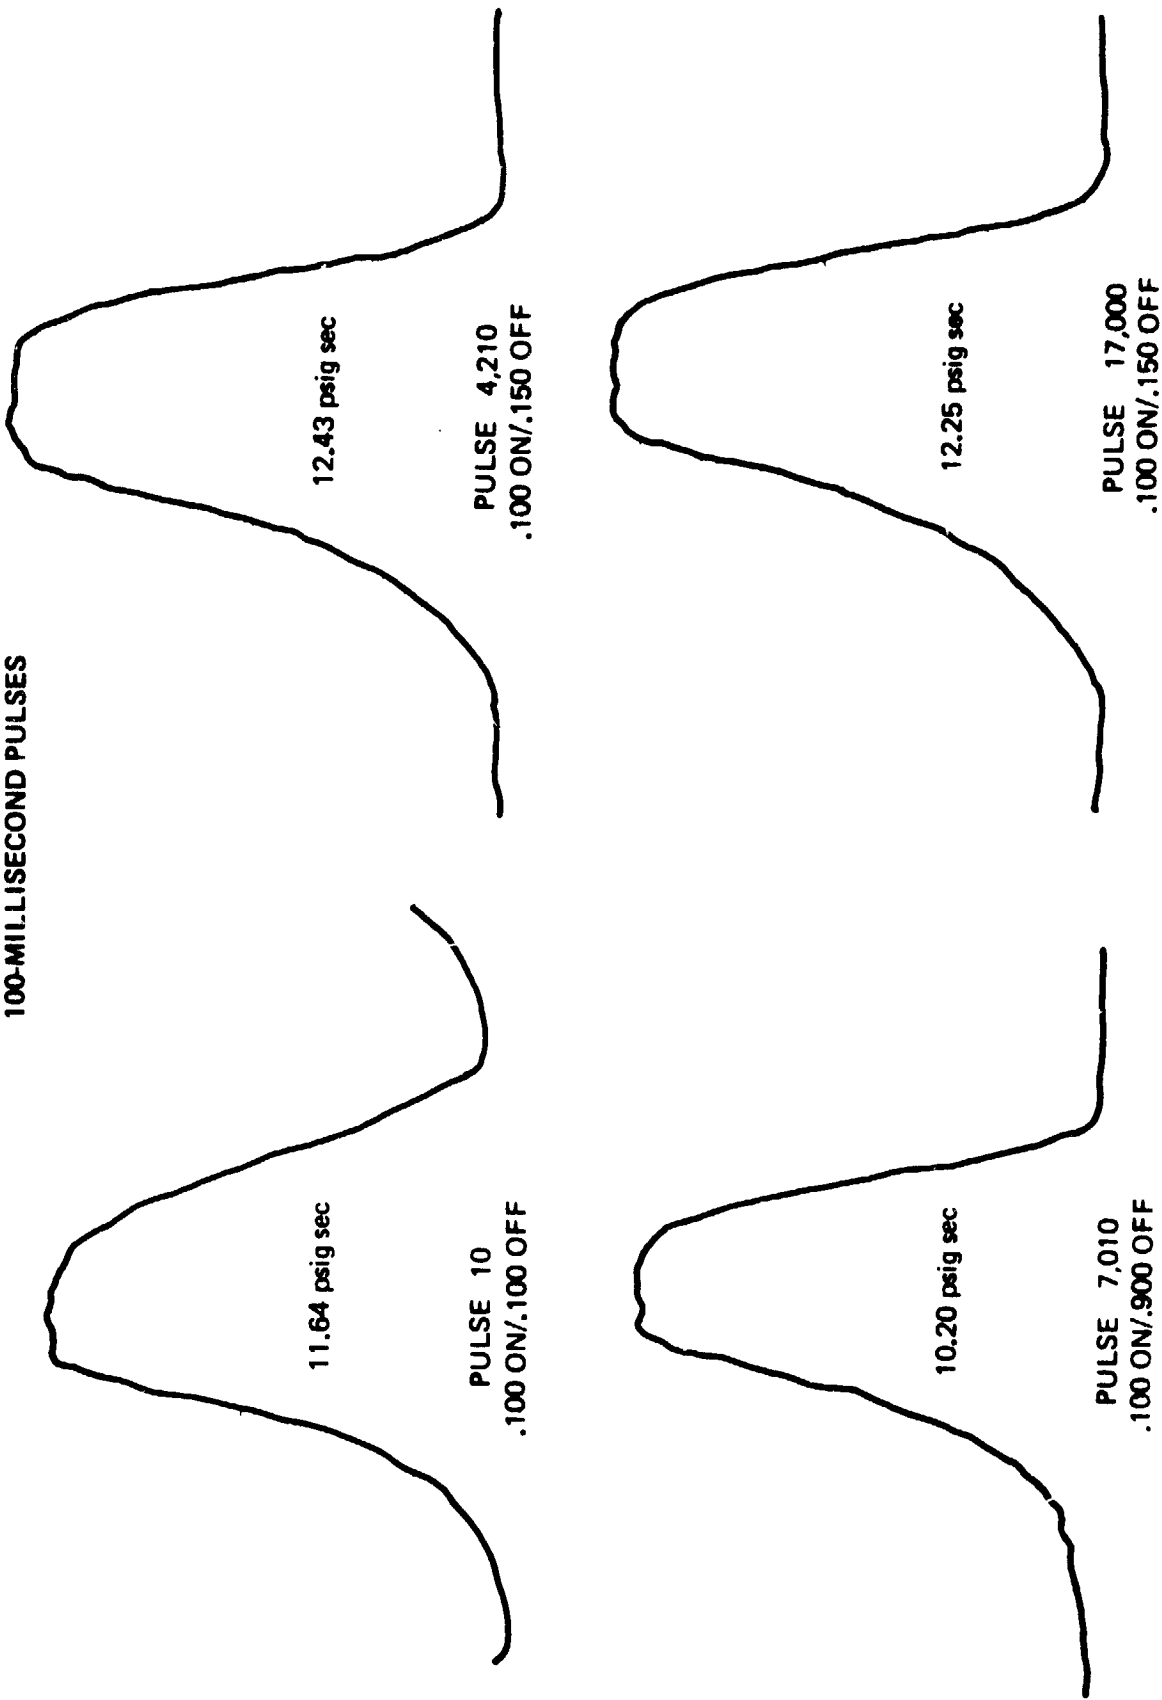 100-MILLISECOND PULSES
11.64 psig sec
PULSE 10
.100 ON/.100 OFF
12.43 psig sec
PULSE 4,210
.100 ON/.150 OFF
10.20 psig sec
PULSE 7,010
.100 ON/.900 OFF
12.25 psig sec
PULSE 17,000
.100 ON/.150 OFF